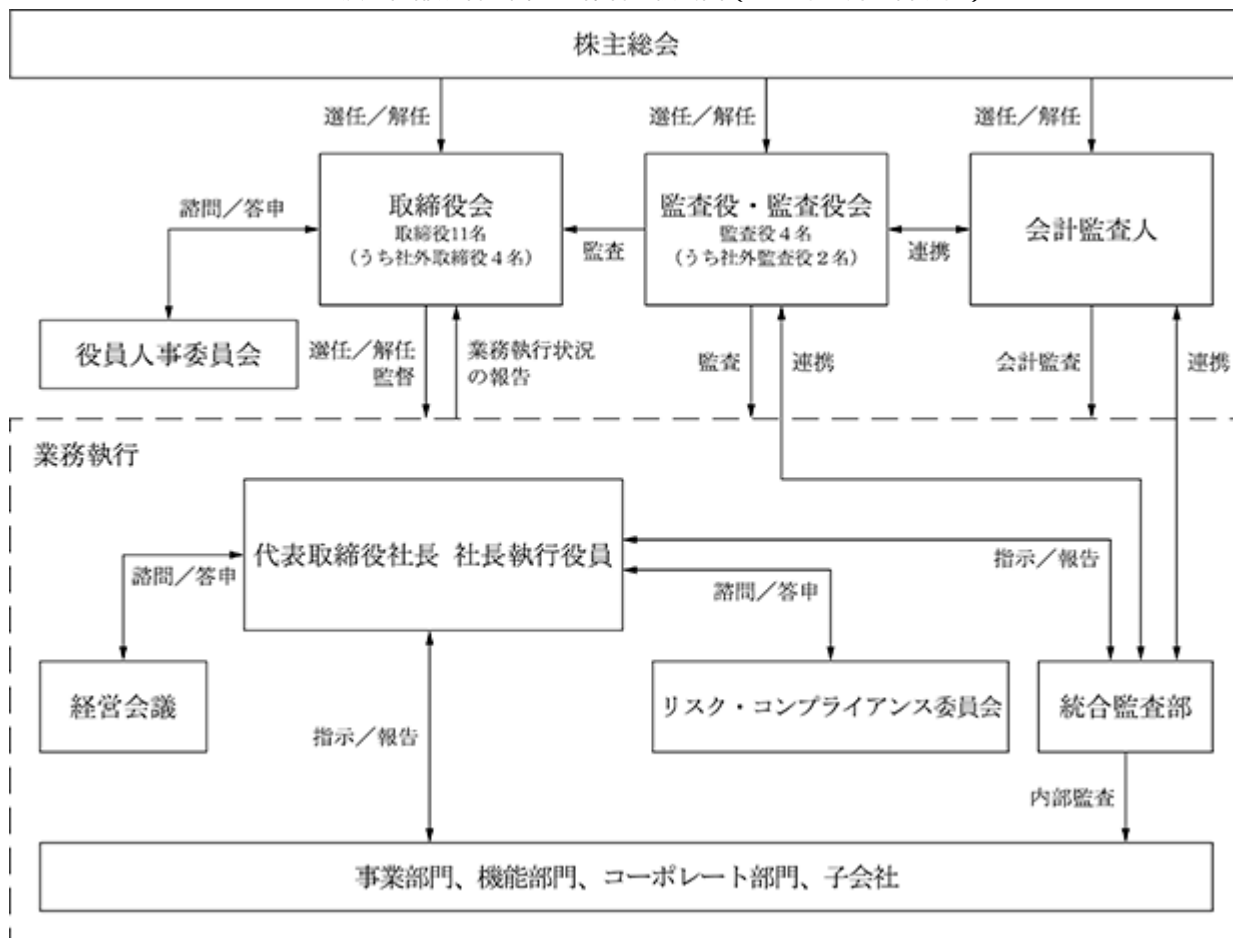 株主総会
選任／解任
選任／解任
選任／解任
取締役会
取締役11名
（うち社外取締役４名）
監査役・監査役会
監査役４名
（うち社外監査役２名）
会計監査人
諮問／答申
監査
連携
役員人事委員会
選任／解任
監督
業務執行状況
の報告
監査
連携
会計監査
連携
業務執行
代表取締役社長 社長執行役員
諮問／答申
指示／報告
諮問／答申
経営会議
リスク・コンプライアンス委員会
統合監査部
指示／報告
内部監査
事業部門、機能部門、コーポレート部門、子会社